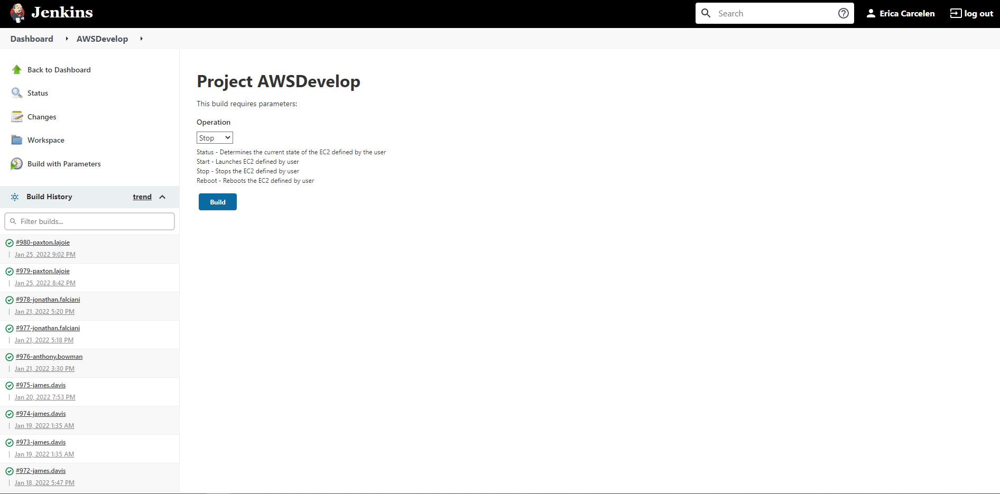 Jenkins
Search
Erica Carcelen
log out
Dashboard
AWSDevelop
Back to Dashboard
Status
Changes
Workspace
Build with Parameters
Build History
trend
Filter builds...
#980-paxton.lajoie
Jan 25, 2022 9:02 PM
#979-paxton.lajoie
Jan 25, 2022 8:42 PM
#978-jonathan.falciani
Jan 21, 2022 5:20 PM
#977-jonathan.falciani
Jan 21, 2022 5:18 PM
#976-anthony.bowman
Jan 21, 2022 3:30 PM
#975-james.davis
Jan 20, 2022 7:53 PM
#974-james.davis
Jan 19, 2022 1:35 AM
#973-james.davis
Jan 19, 2022 1:35 AM
#972-james.davis
Jan 18, 2022 5:47 PM
Project AWSDevelop
This build requires parameters:
Operation
Stop
Status - Determines the current state of the EC2 defined by the user
Start - Launches EC2 defined by user
Stop - Stops the EC2 defined by user
Reboot - Reboots the EC2 defined by user
Build